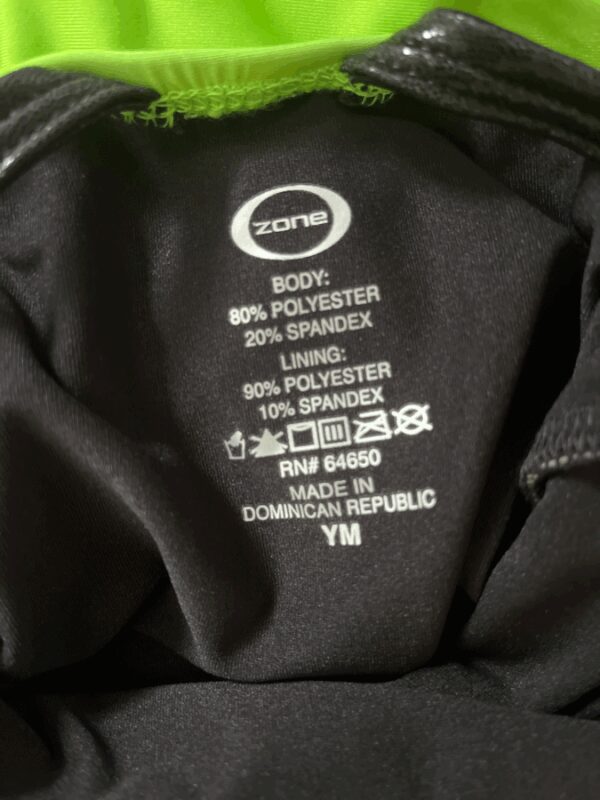 zone
BODY:
80% POLYESTER
20% SPANDEX
LINING:
90% POLYESTER
10% SPANDEX
RN# 64650
MADE IN
DOMINICAN REPUBLIC
YM